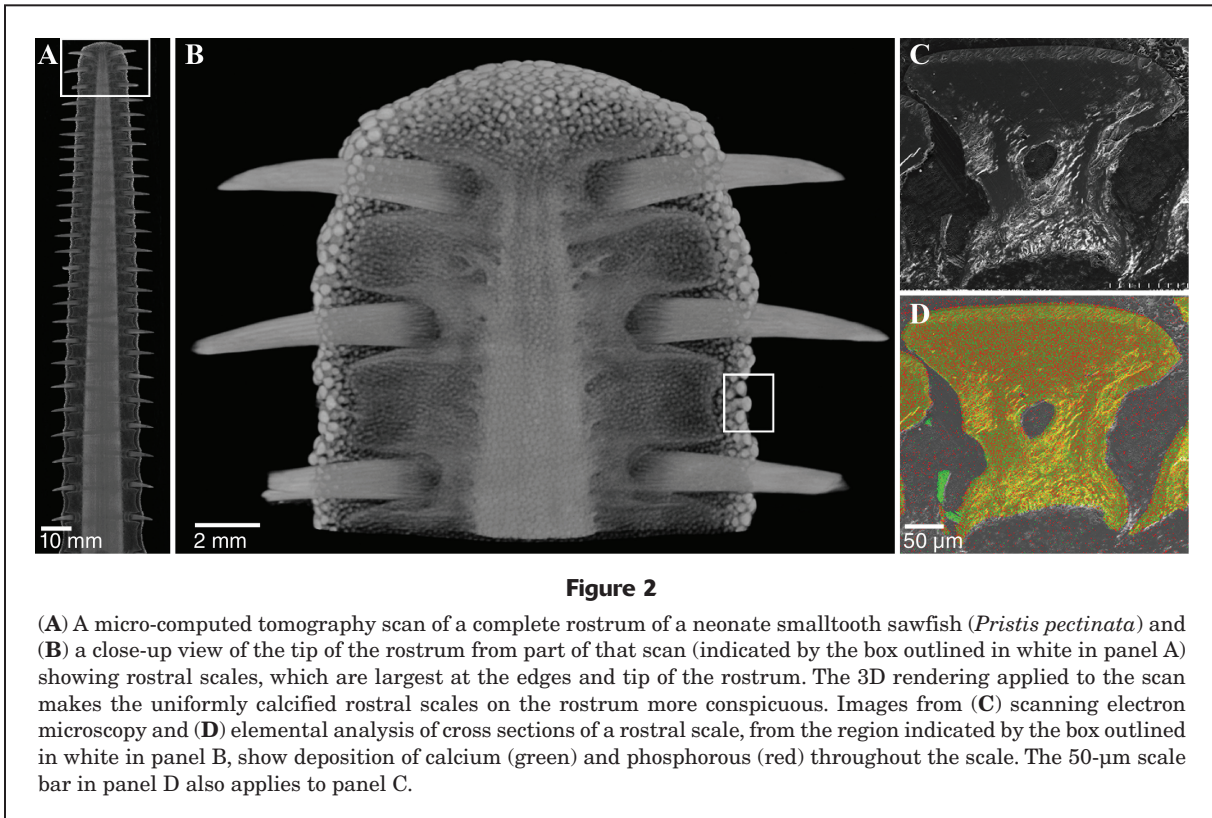 A
B
C
D
10 mm
2 mm
50 µm
Figure 2
(A) A micro-computed tomography scan of a complete rostrum of a neonate smalltooth sawfish (Pristis pectinata) and
(B) a close-up view of the tip of the rostrum from part of that scan (indicated by the box outlined in white in panel A)
showing rostral scales, which are largest at the edges and tip of the rostrum. The 3D rendering applied to the scan
makes the uniformly calcified rostral scales on the rostrum more conspicuous. Images from (C) scanning electron
microscopy and (D) elemental analysis of cross sections of a rostral scale, from the region indicated by the box outlined
in white in panel B, show deposition of calcium (green) and phosphorous (red) throughout the scale. The 50-µm scale
bar in panel D also applies to panel C.